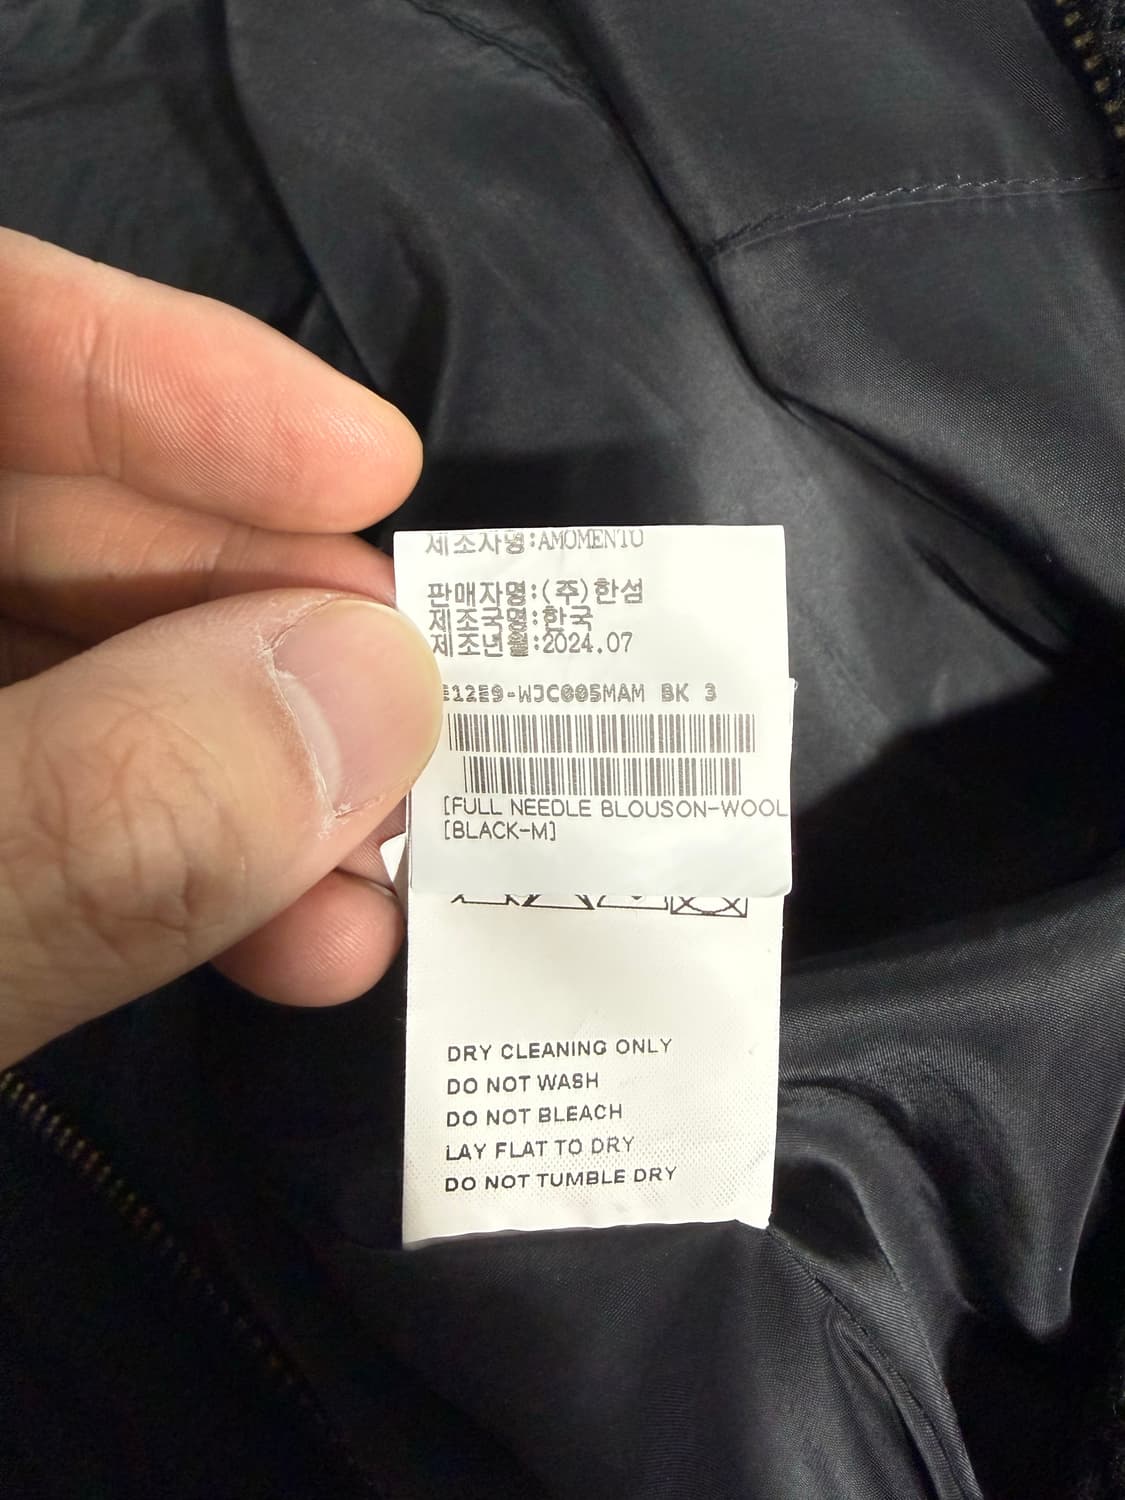 제조자명:AMOMENTO
판매자명:(주)한섬
제조국명:한국
제조년월:2024.07
E12E9-WJC005MAM BK 3
[FULL NEEDLE BLOUSON-WOOL
[BLACK-M]
DRY CLEANING ONLY
DO NOT WASH
DO NOT BLEACH
LAY FLAT TO DRY
DO NOT TUMBLE DRY